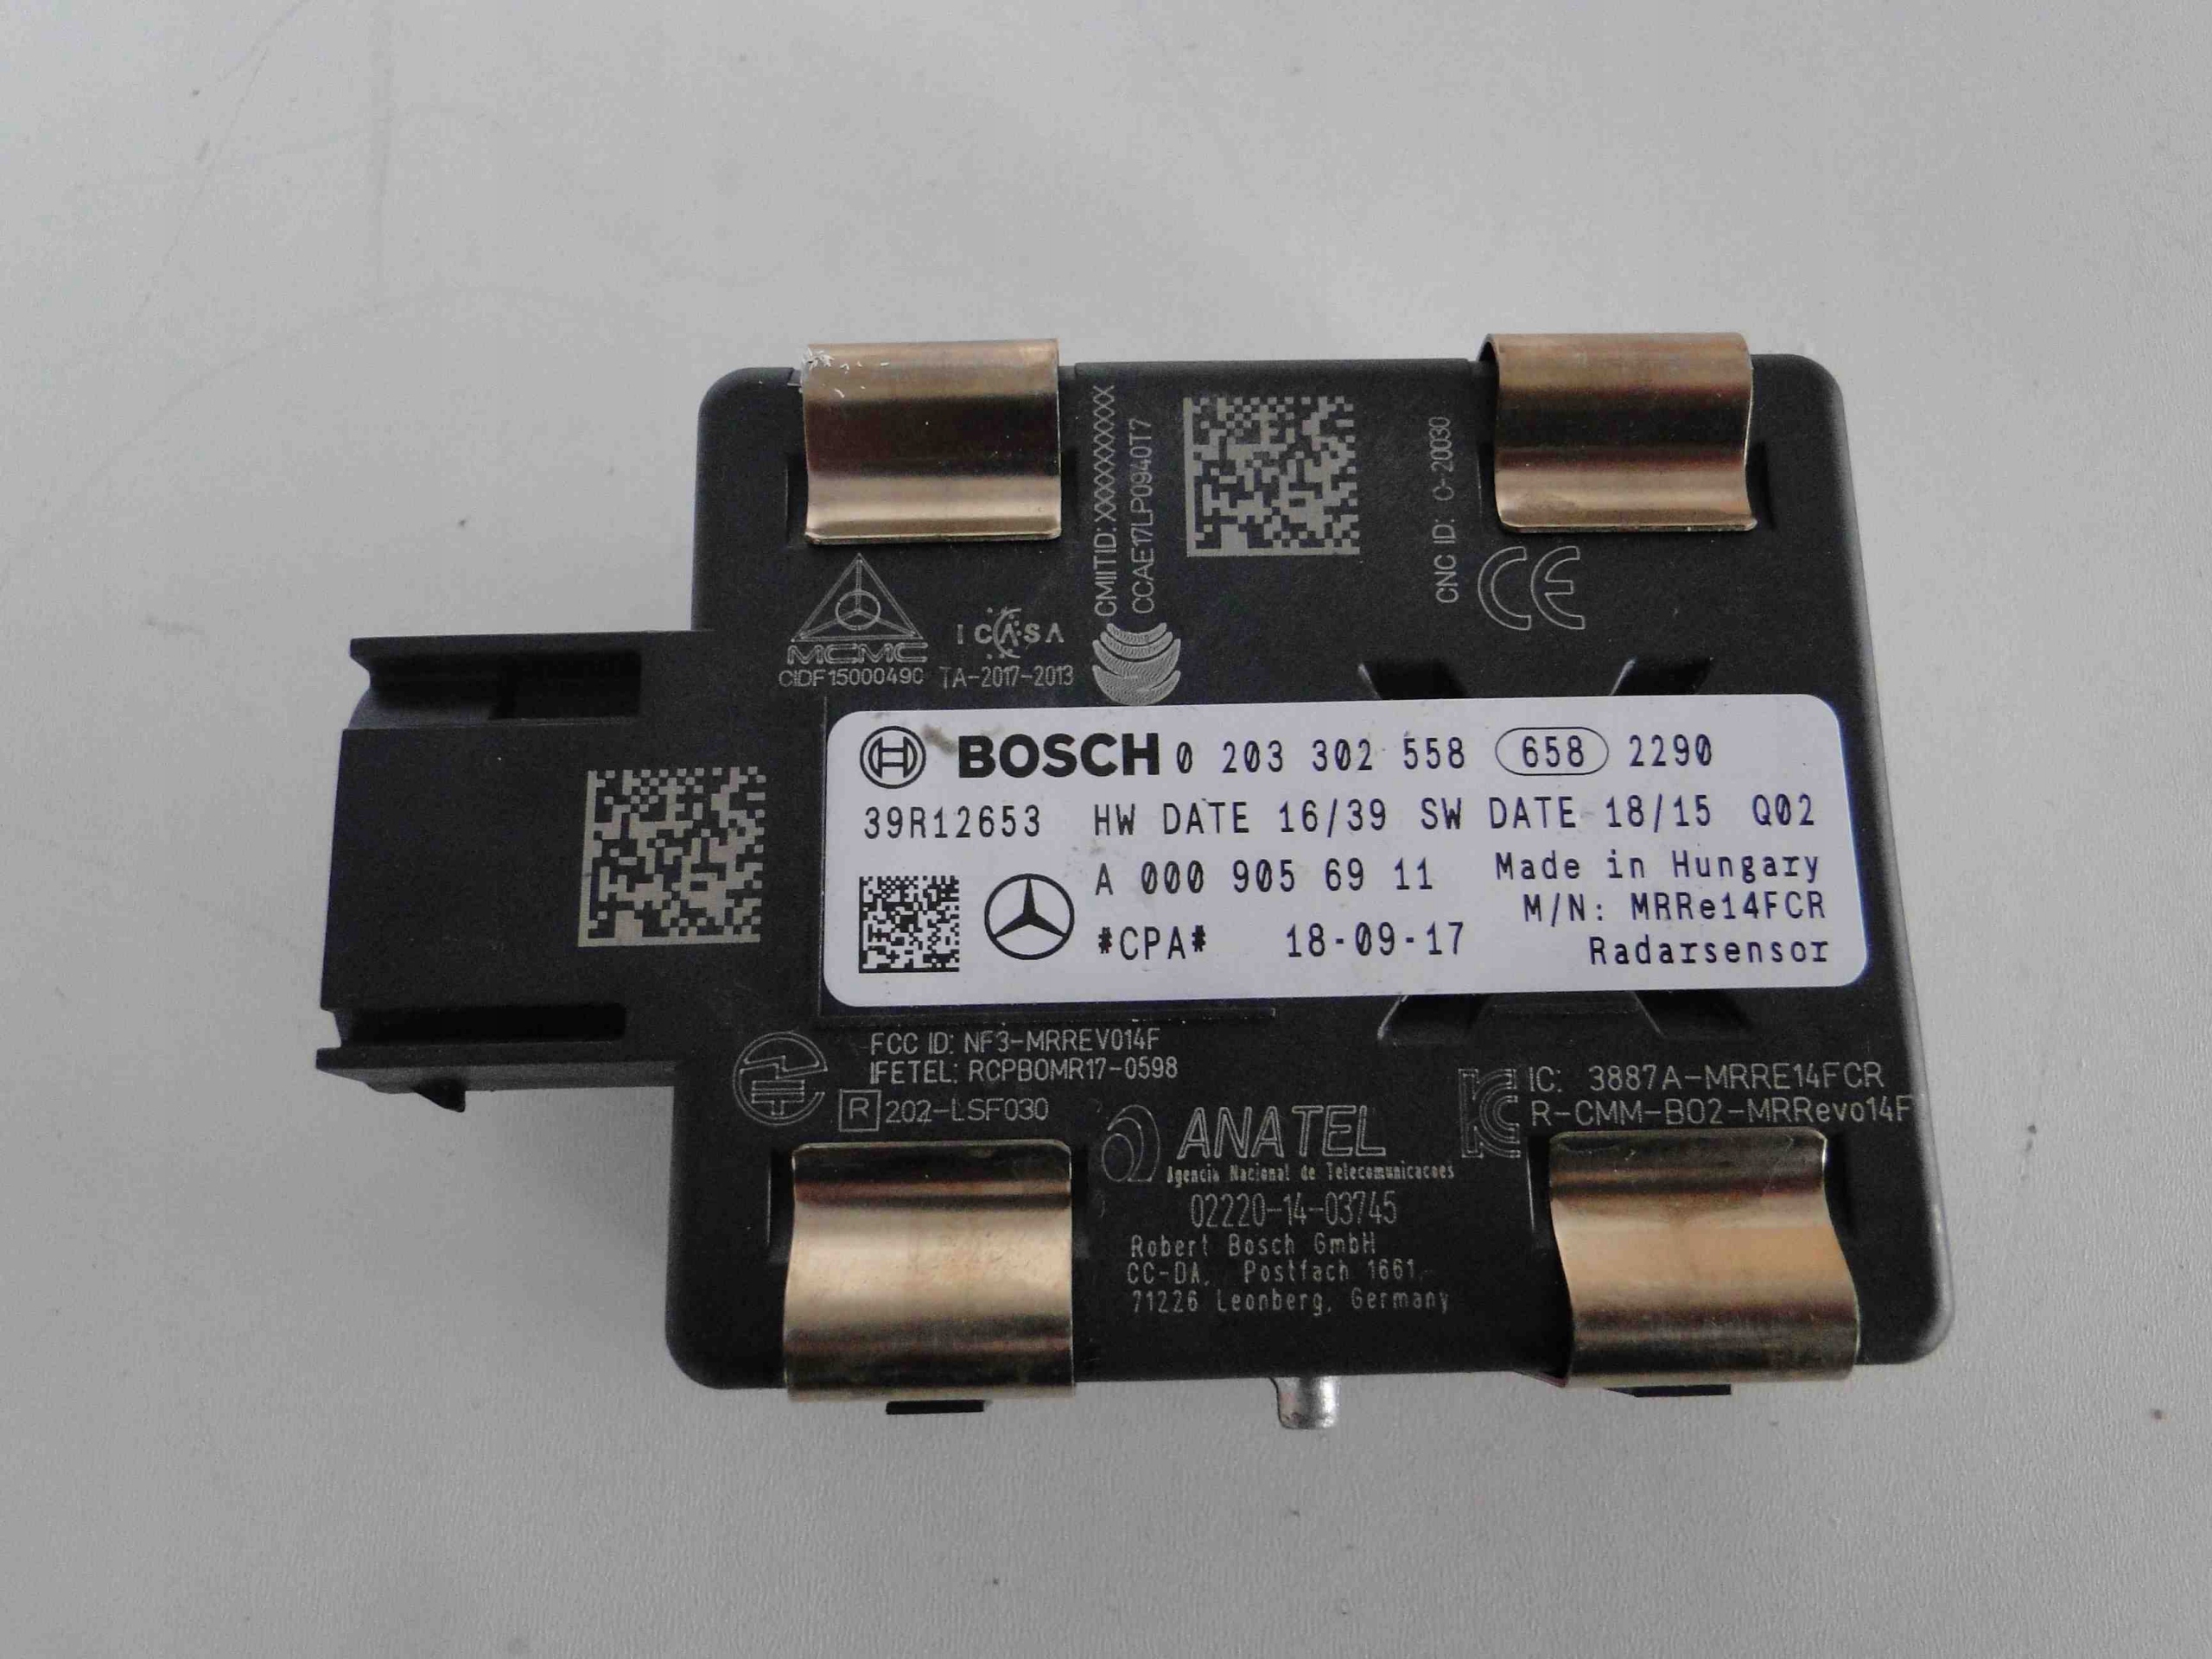 CMIITID: XXXXXXXXXX
CCAE17LP0940T7
CNC ID: C-20030
CE
MCMC
CIDF15000490
ICASA
TA-2017-2013
BOSCH 0 203 302 558 658 2290
39R12653 HW DATE 16/39 SW DATE 18/15 Q02
A 000 905 69 11 Made in Hungary
M/N: MRRe14FCR
*CPA* 18-09-17 Radarsensor
FCC ID: NF3-MRREVO14F
IFETEL: RCPBOMR17-0598
R 202-LSF030
IC: 3887A-MRRE14FCR
R-CMM-BO2-MRRevo14F
ANATEL
Agencia Nacional de Telecomunicacoes
02220-14-03745
Robert Bosch GmbH
CC-DA, Postfach 1661,
71226 Leonberg, Germany